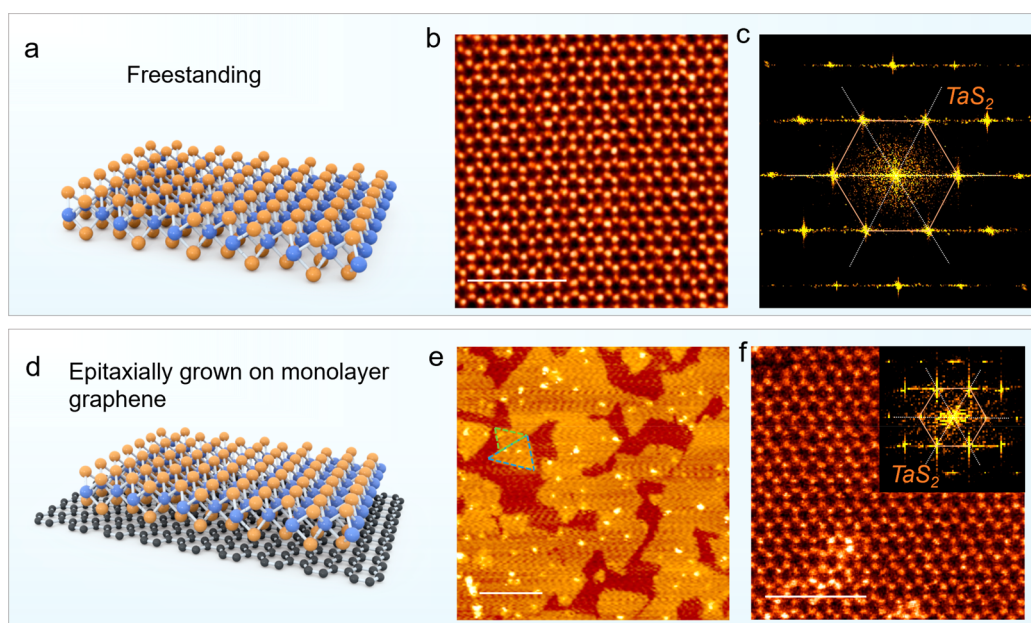 a
Freestanding
b
c
TaS2
d
Epitaxially grown on monolayer
graphene
e
f
TaS2